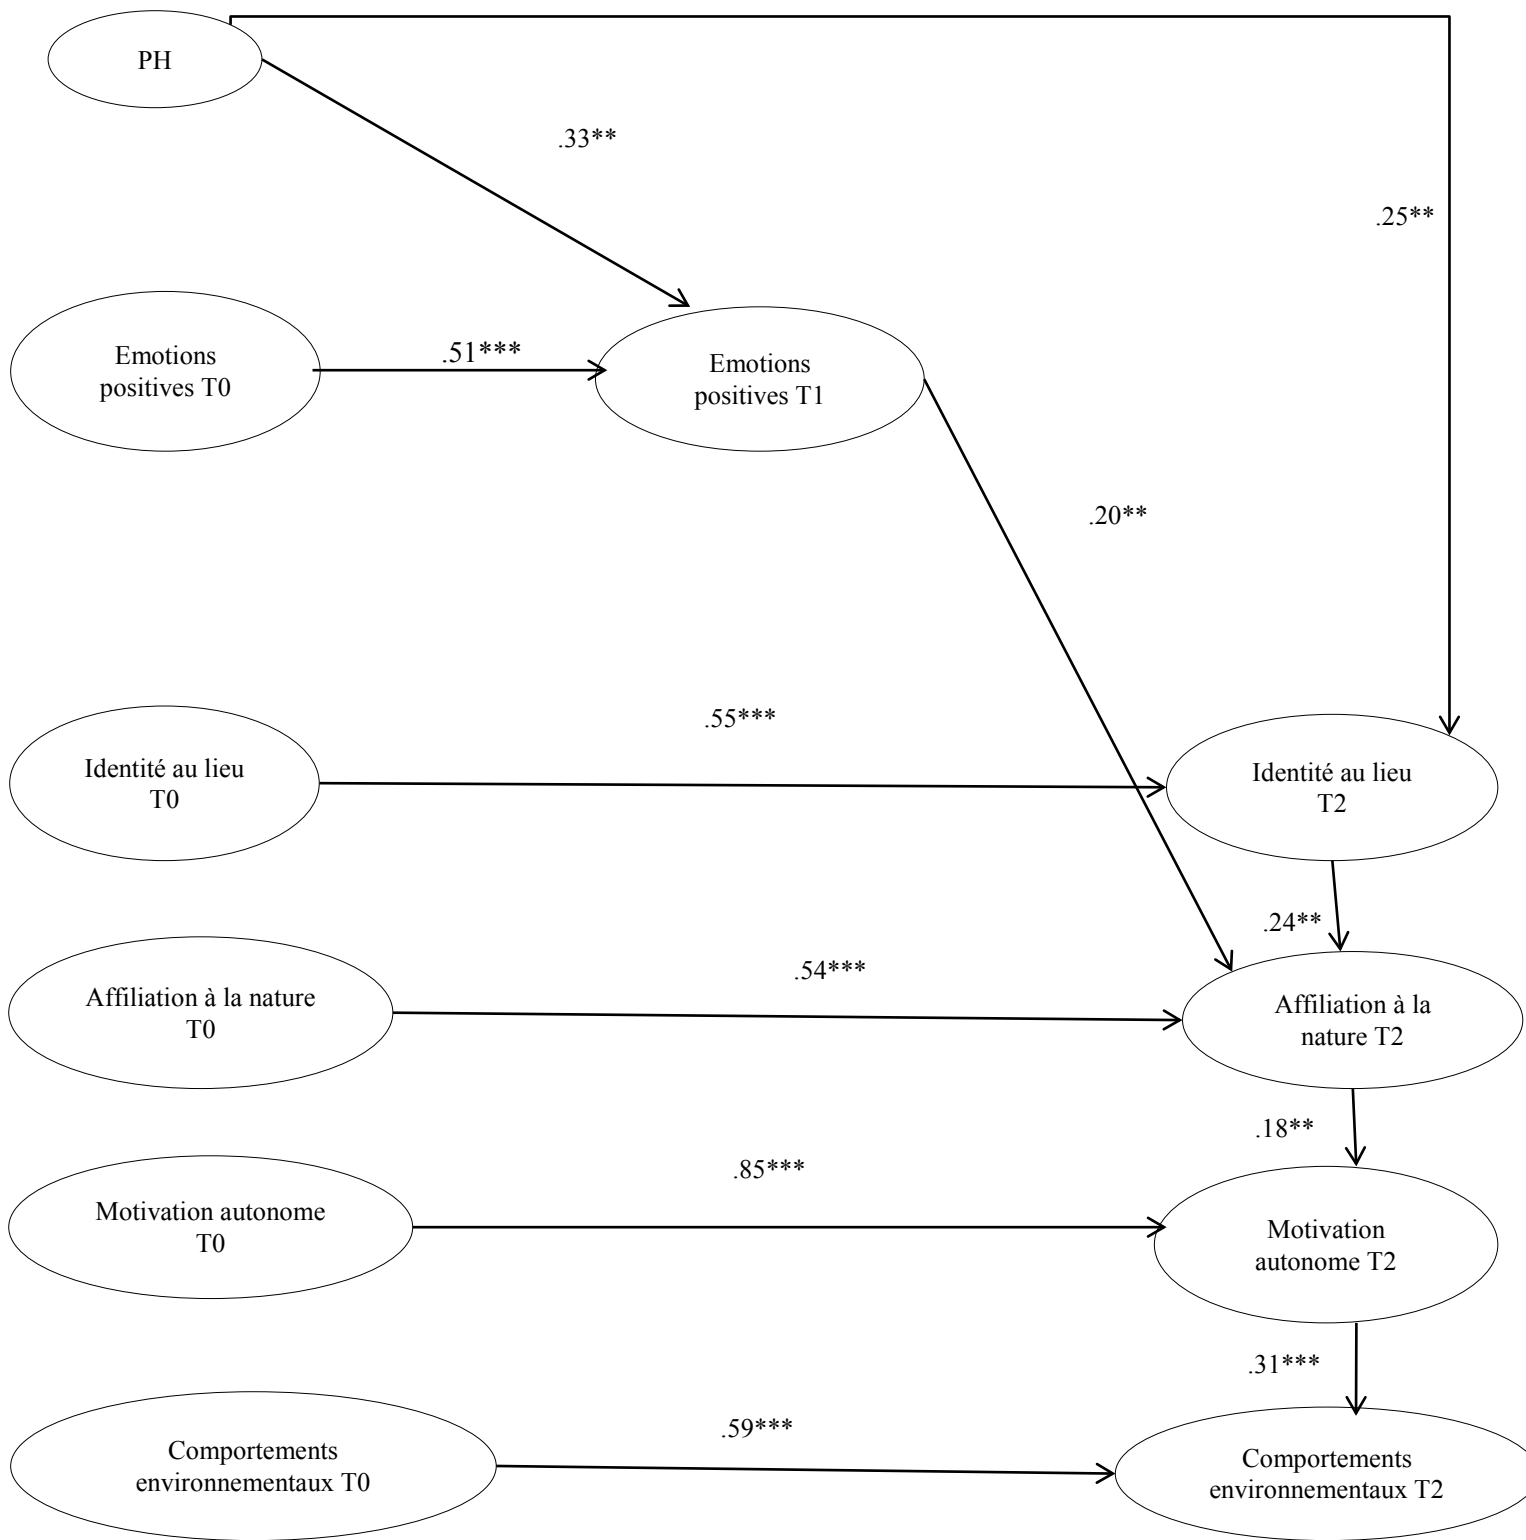 PH
.33**
.25**
Emotions
positives T0
.51***
Emotions
positives T1
.20**
.55***
Identité au lieu
T0
Identité au lieu
T2
.24**
Affiliation à la nature
T0
.54***
Affiliation à la
nature T2
.18**
Motivation autonome
T0
.85***
Motivation
autonome T2
.31***
Comportements
environnementaux T0
.59***
Comportements
environnementaux T2